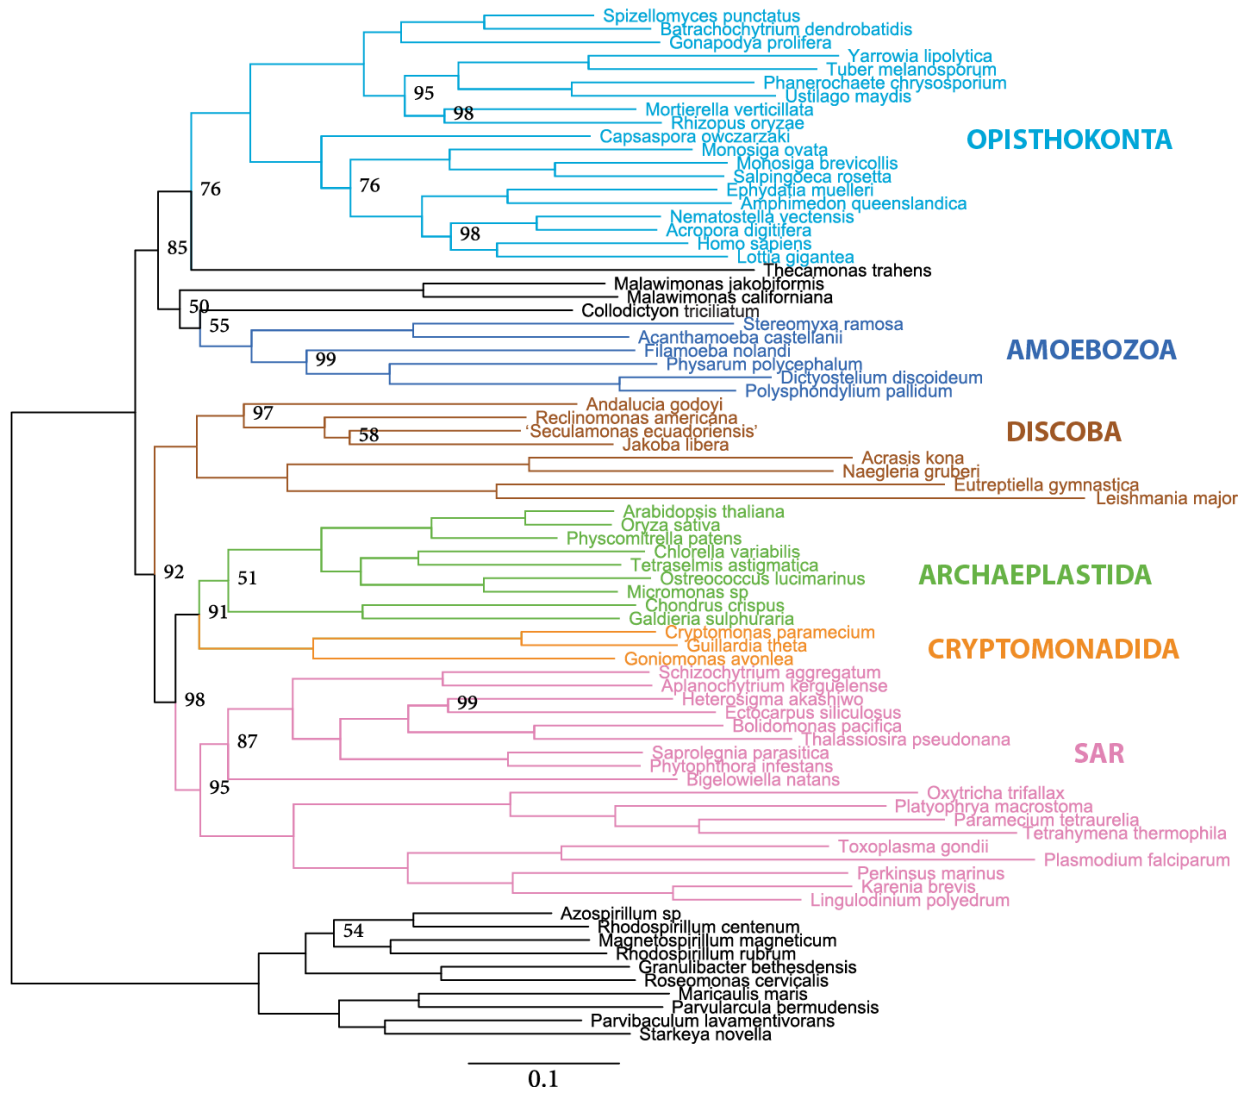 Spizellomyces punctatus
Batrachochytrium dendrobatidis
Gonapodya prolifera
Yarrowia lipolytica
Tuber melanosporum
Phanerochaete chrysosporium
95
Ustilago maydis
98
Mortierella verticillata
Rhizopus oryzae
Capsaspora owczarzaki
OPISTHOKONTA
Monosiga ovata
Monosiga brevicollis
Salpingoeca rosetta
76
76
Ephydatia muelleri
Amphimedon queenslandica
Nematostella vectensis
Acropora digitifera
98
Homo sapiens
85
Lottia gigantea
Thecamonas trahens
Malawimonas jakobiformis
Malawimonas californiana
50
Collodictyon triciliatum
55
Stereomyxa ramosa
Acanthamoeba castellanii
Filamoeba nolandi
AMOEBOZOA
99
Physarum polycephalum
Dictyostelium discoideum
Polysphondylium pallidum
Andalucia godoyi
97
Reclinomonas americana
'Seculamonas ecuadoriensis'
DISCOBA
58
Jakoba libera
Acrasis kona
Naegleria gruberi
Eutreptiella gymnastica
Leishmania major
Arabidopsis thaliana
Oryza sativa
Physcomitrella patens
Chlorella variabilis
Tetraselmis astigmatica
92
51
Ostreococcus lucimarinus
ARCHAEPLASTIDA
Micromonas sp
Chondrus crispus
91
Galdieria sulphuraria
Cryptomonas paramecium
Guillardia theta
CRYPTOMONADIDA
Goniomonas avonlea
Schizochytrium aggregatum
Aplanochytrium kerguelense
98
Heterosigma akashiwo
99
Ectocarpus siliculosus
Bolidomonas pacifica
87
Thalassiosira pseudonana
Saprolegnia parasitica
SAR
Phytophthora infestans
95
Bigelowiella natans
Oxytricha trifallax
Platyophrya macrostoma
Paramecium tetraurelia
Tetrahymena thermophila
Toxoplasma gondii
Plasmodium falciparum
Perkinsus marinus
Karenia brevis
Lingulodinium polyedrum
Azospirillum sp
54
Rhodospirillum centenum
Magnetospirillum magneticum
Rhodospirillum rubrum
Granulibacter bethesdensis
Roseomonas cervicalis
Maricaulis maris
Parvularcula bermudensis
Parvibaculum lavamentivorans
Starkeya novella
0.1